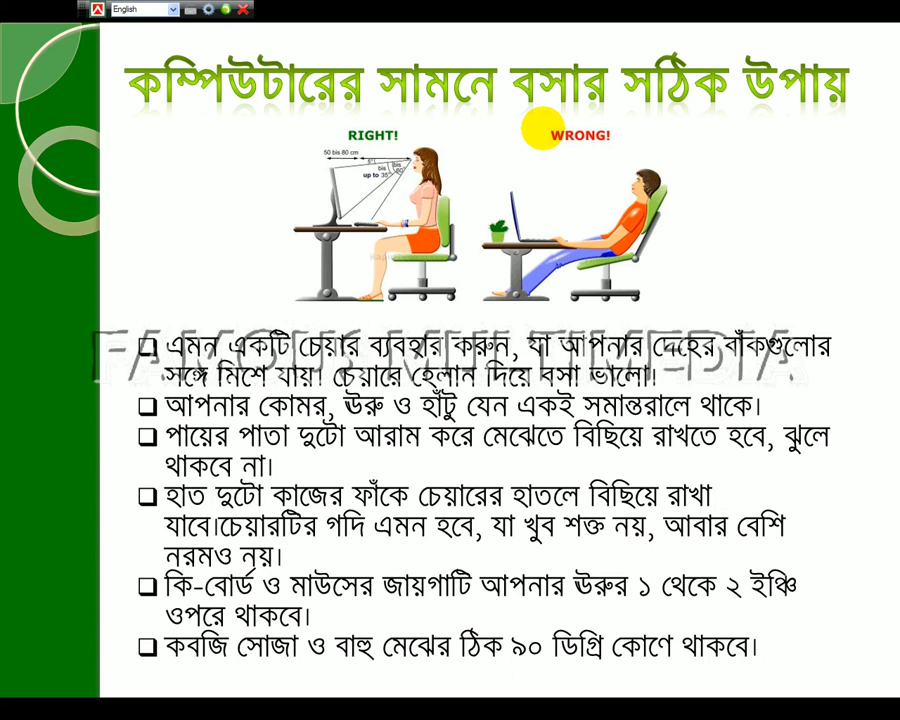 English
কম্পিউটারের সামনে বসার সঠিক উপায়
RIGHT!
WRONG!
50 bis 80 cm
up to 35°
FAMOUS MULTIMEDIA
এমন একটি চেয়ার ব্যবহার করুন, যা আপনার দেহের বাঁকগুলোর
সঙ্গে মিশে যায়। চেয়ারে হেলান দিয়ে বসা ভালো।
আপনার কোমর, ঊরু ও হাঁটু যেন একই সমান্তরালে থাকে।
পায়ের পাতা দুটো আরাম করে মেঝেতে বিছিয়ে রাখতে হবে, ঝুলে
থাকবে না।
হাত দুটো কাজের ফাঁকে চেয়ারের হাতলে বিছিয়ে রাখা
যাবে।চেয়ারটির গদি এমন হবে, যা খুব শক্ত নয়, আবার বেশি
নরমও নয়।
কি-বোর্ড ও মাউসের জায়গাটি আপনার ঊরুর ১ থেকে ২ ইঞ্চি
ওপরে থাকবে।
কবজি সোজা ও বাহু মেঝের ঠিক ৯০ ডিগ্রি কোণে থাকবে।